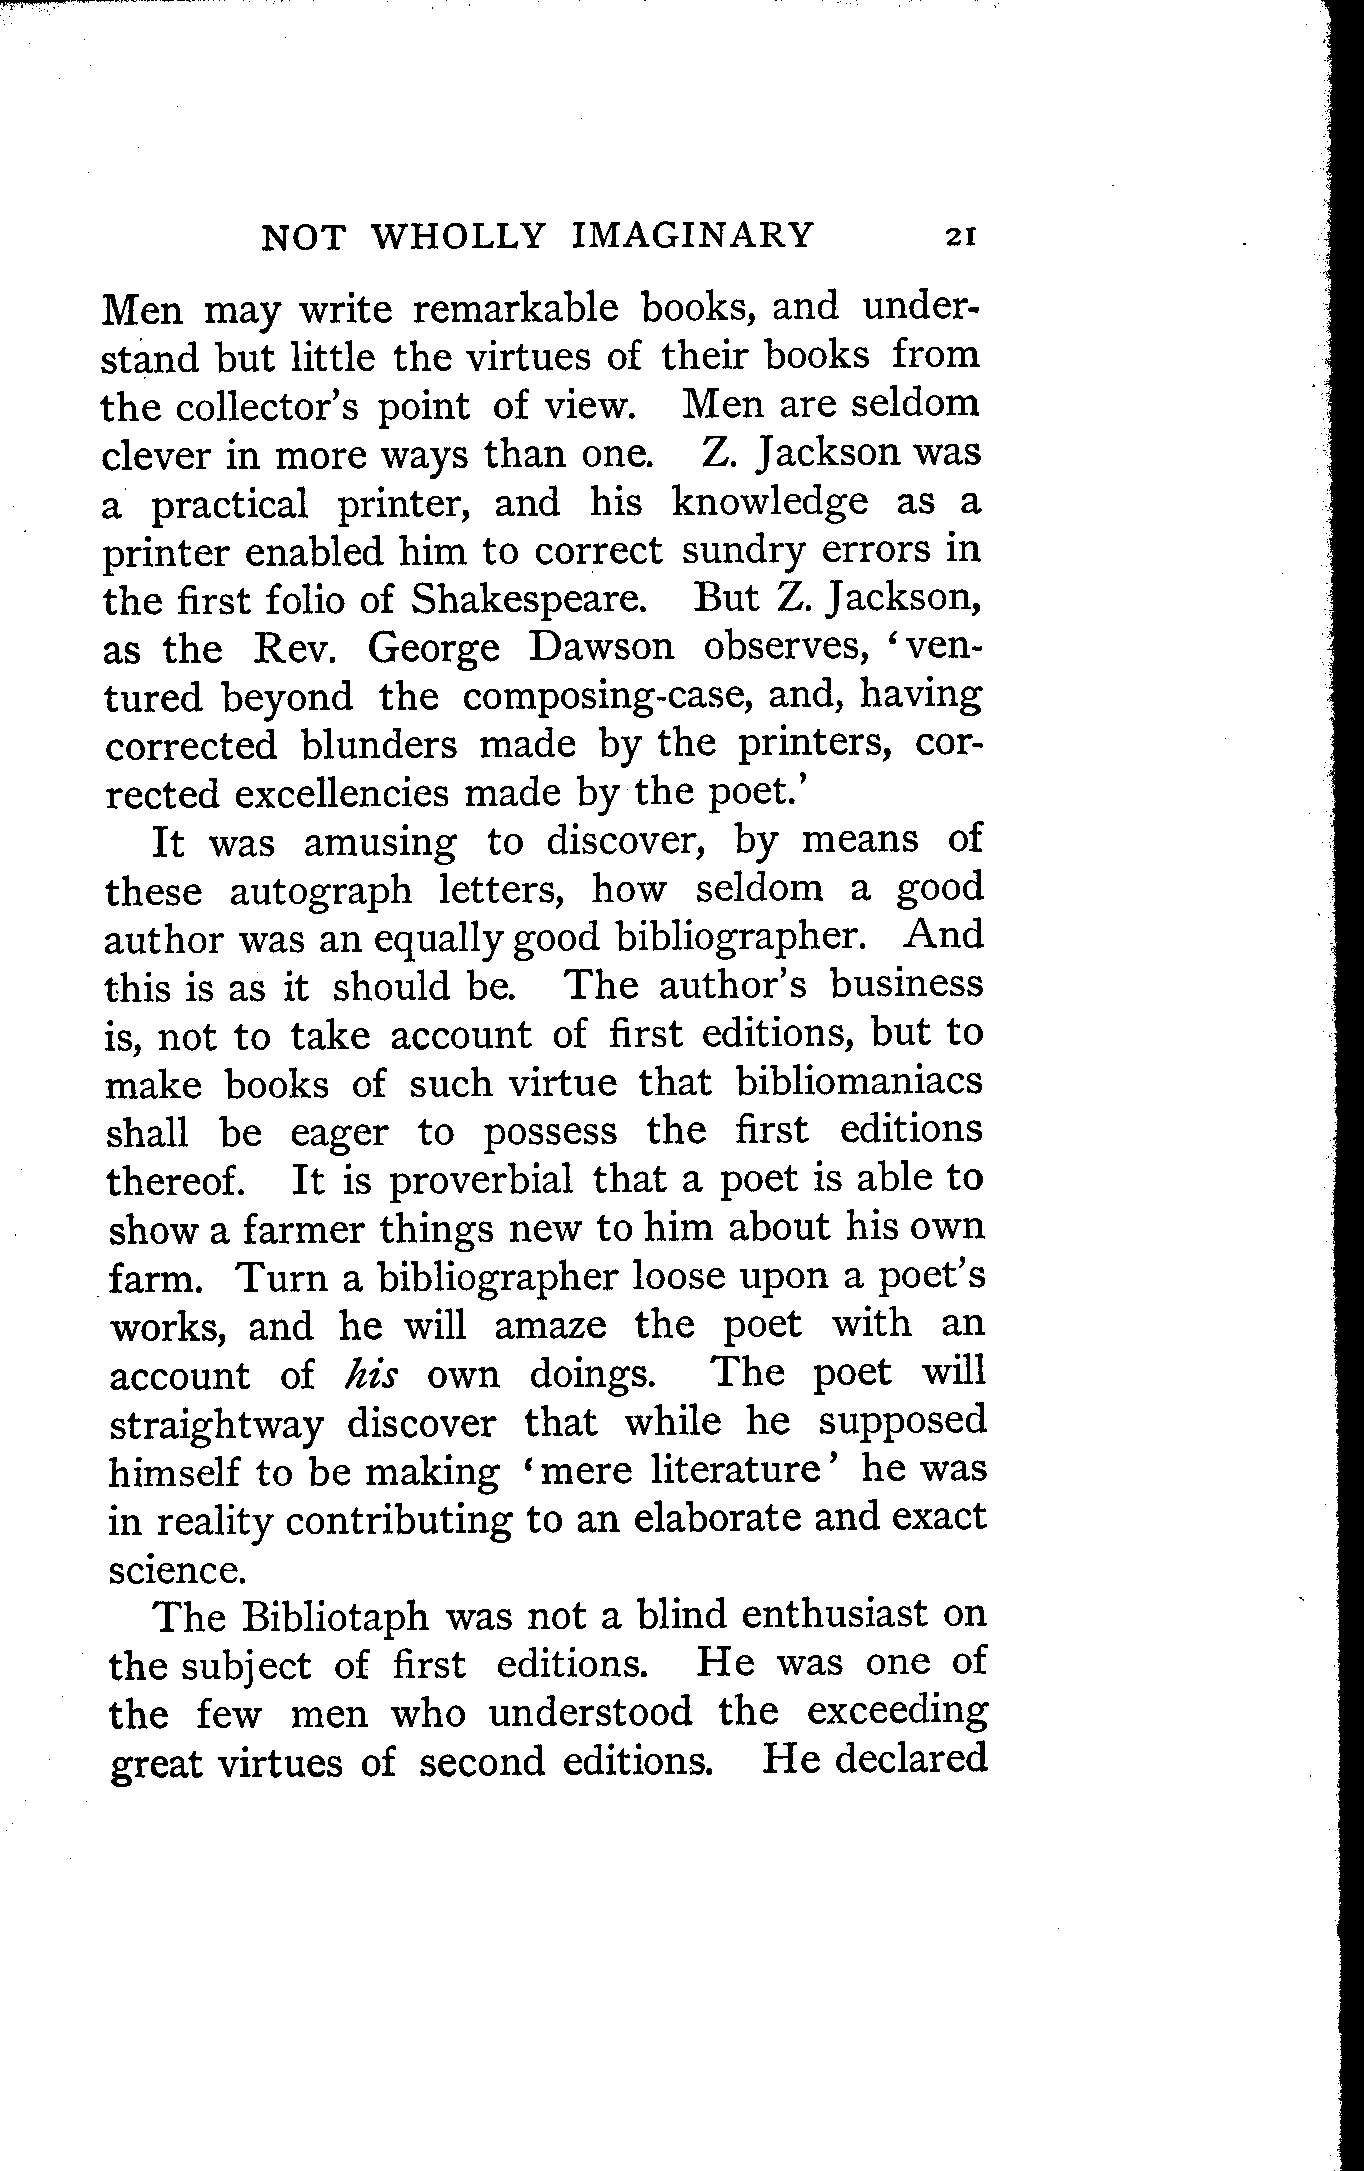 NOT WHOLLY IMAGINARY 21
Men may write remarkable books, and under-
stand but little the virtues of their books from
the collector's point of view. Men are seldom
clever in more ways than one. Z. Jackson was
a practical printer, and his knowledge as a
printer enabled him to correct sundry errors in
the first folio of Shakespeare. But Z. Jackson,
as the Rev. George Dawson observes, ‘ven-
tured beyond the composing-case, and, having
corrected blunders made by the printers, cor-
rected excellencies made by the poet.’
It was amusing to discover, by means of
these autograph letters, how seldom a good
author was an equally good bibliographer. And
this is as it should be. The author's business
is, not to take account of first editions, but to
make books of such virtue that bibliomaniacs
shall be eager to possess the first editions
thereof. It is proverbial that a poet is able to
show a farmer things new to him about his own
farm. Turn a bibliographer loose upon a poet's
works, and he will amaze the poet with an
account of his own doings. The poet will
straightway discover that while he supposed
himself to be making ‘mere literature’ he was
in reality contributing to an elaborate and exact
science.
The Bibliotaph was not a blind enthusiast on
the subject of first editions. He was one of
the few men who understood the exceeding
great virtues of second editions. He declared